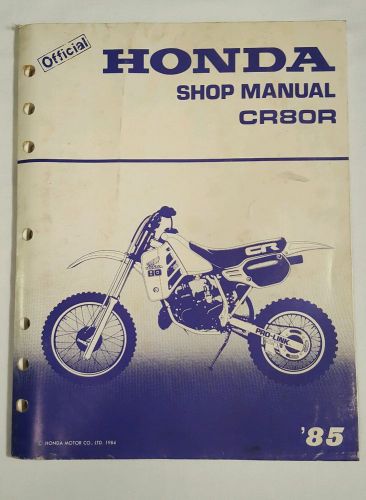 Official
HONDA
SHOP MANUAL
CR80R
80
CR
PRO-LINK
© HONDA MOTOR CO., LTD. 1984
'85